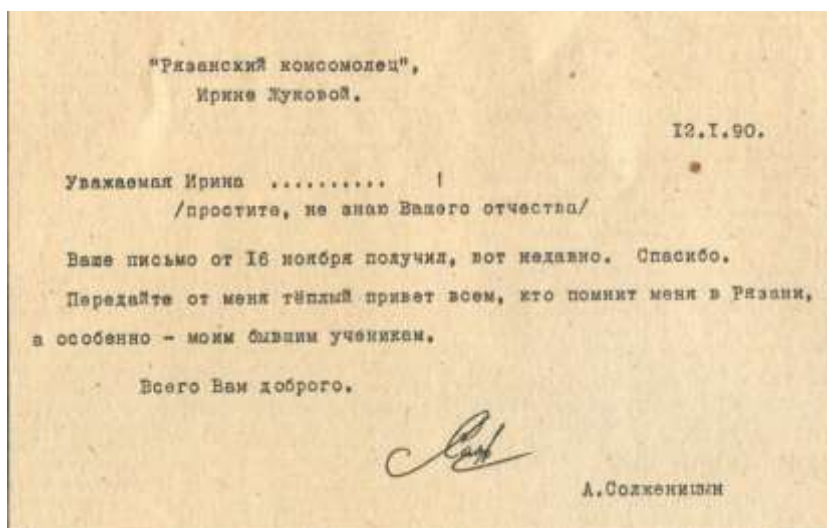 "Рязанский комсомолец",
Ирине Жуковой.
12.I.90.
Уважаемая Ирина .......... !
/простите, не знаю Вашего отчества/
Ваше письмо от 16 ноября получил, вот недавно. Спасибо.
Передайте от меня тёплый привет всем, кто помнит меня в Рязани,
а особенно - моим бывшим ученикам.
Всего Вам доброго.
А.Солженицын